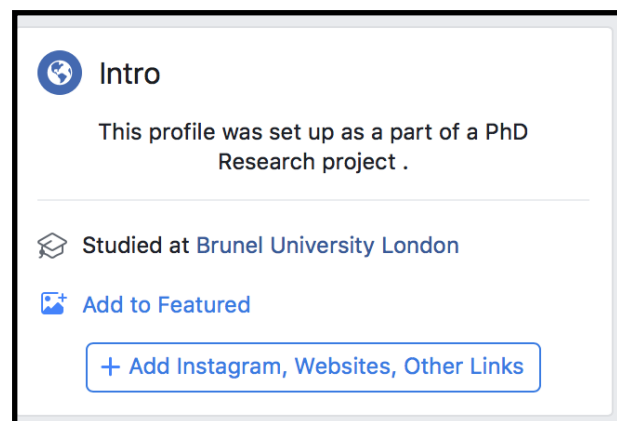 Intro
This profile was set up as a part of a PhD
Research project .
Studied at Brunel University London
Add to Featured
+ Add Instagram, Websites, Other Links